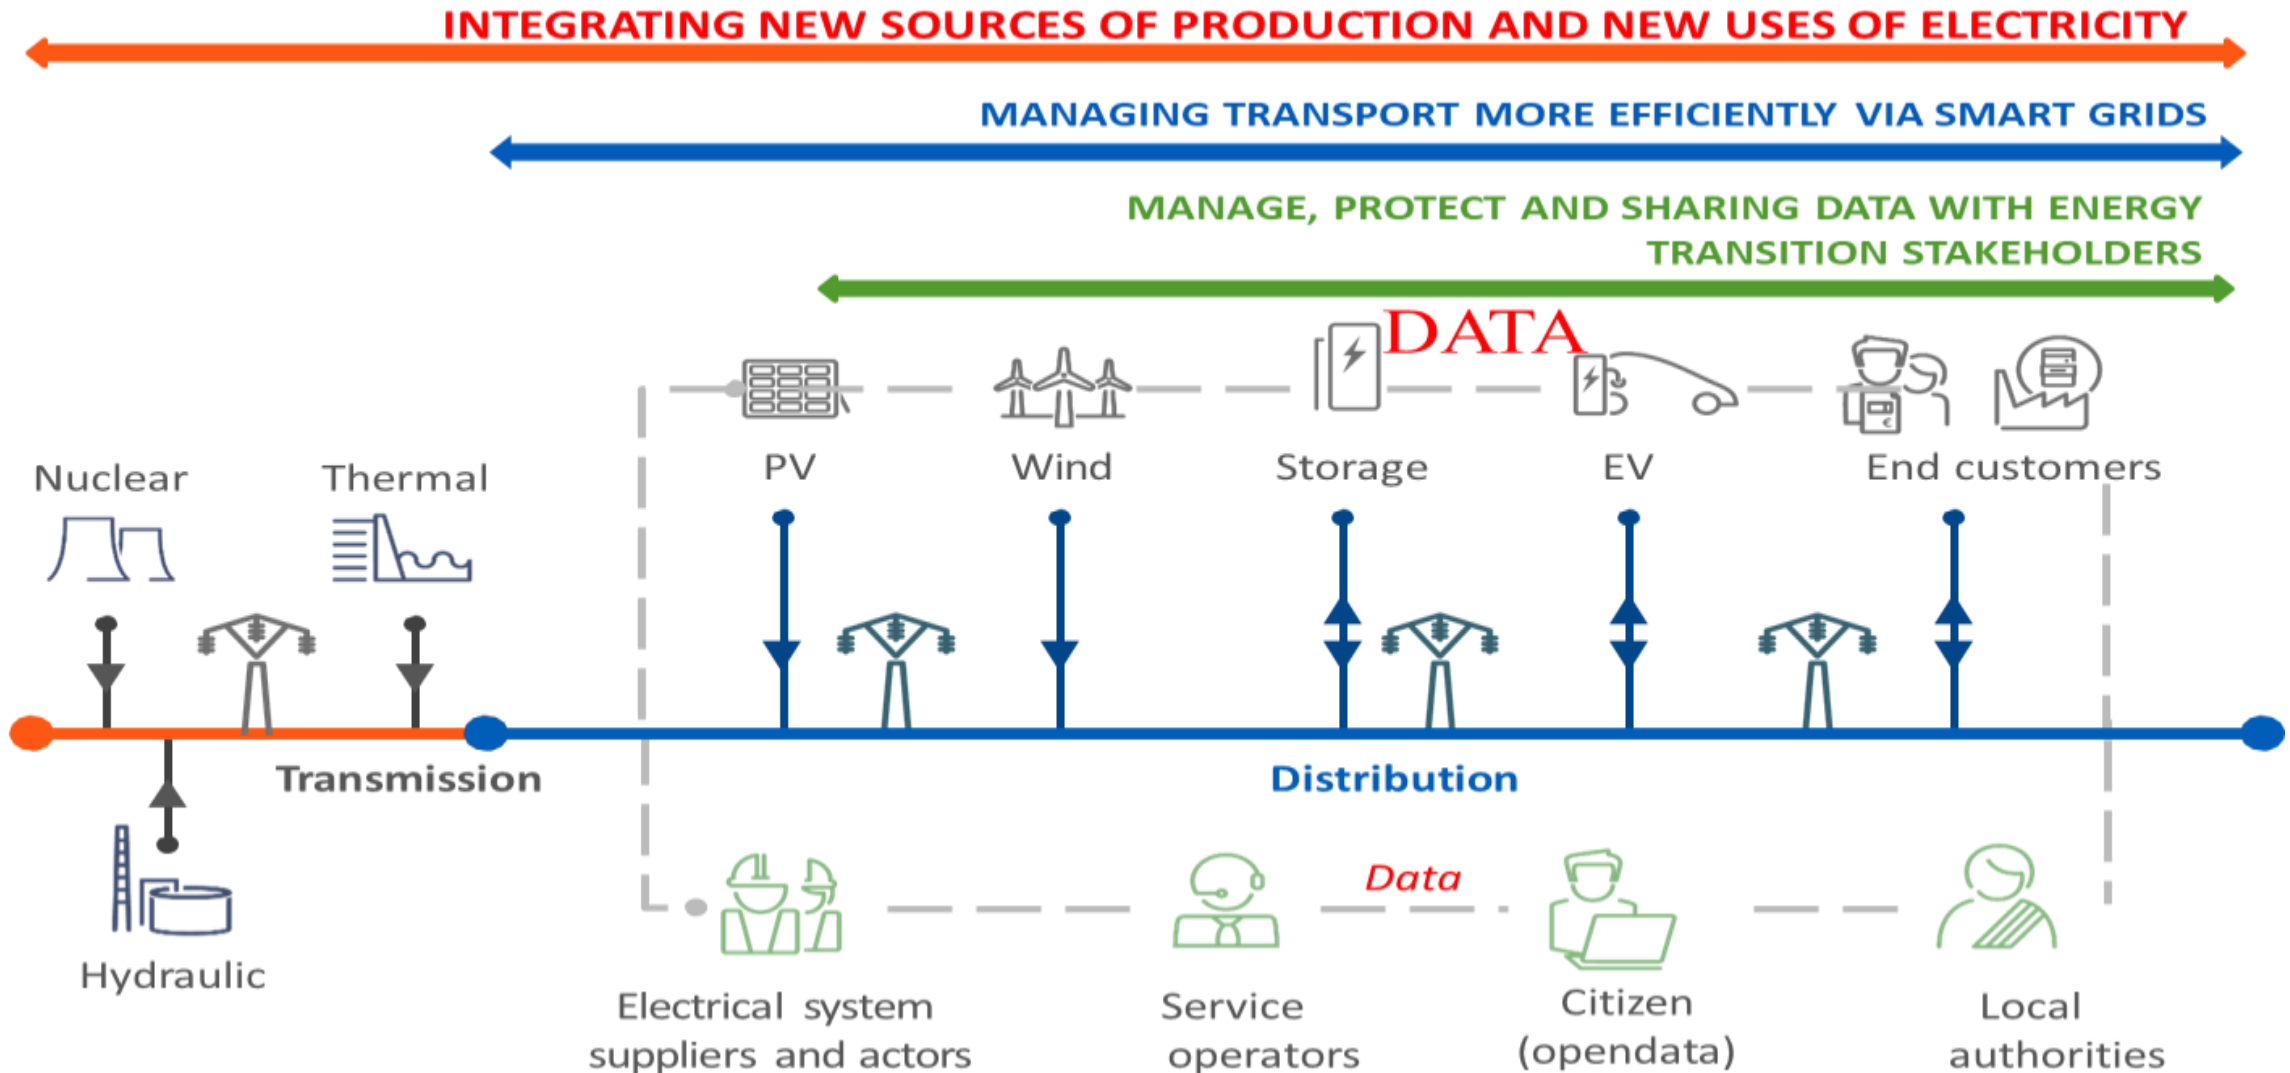 INTEGRATING NEW SOURCES OF PRODUCTION AND NEW USES OF ELECTRICITY
MANAGING TRANSPORT MORE EFFICIENTLY VIA SMART GRIDS
MANAGE, PROTECT AND SHARING DATA WITH ENERGY
TRANSITION STAKEHOLDERS
DATA
€
PV
Wind
Storage
EV
End customers
Nuclear
Thermal
Transmission
Distribution
Hydraulic
Data
Electrical system
suppliers and actors
Service
operators
Citizen
(opendata)
Local
authorities